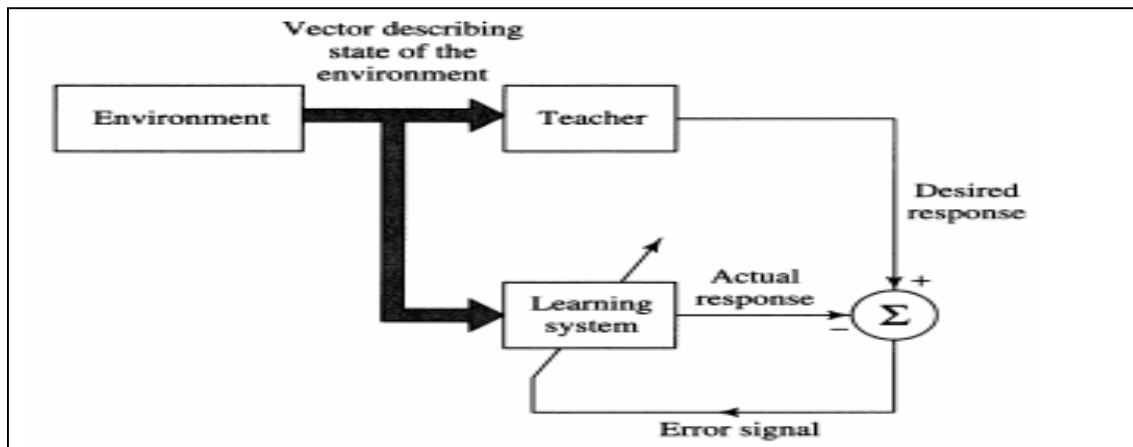 Vector describing
state of the
environment
Environment
Teacher
Desired
response
+
Learning
system
Actual
response
−
Σ
Error signal